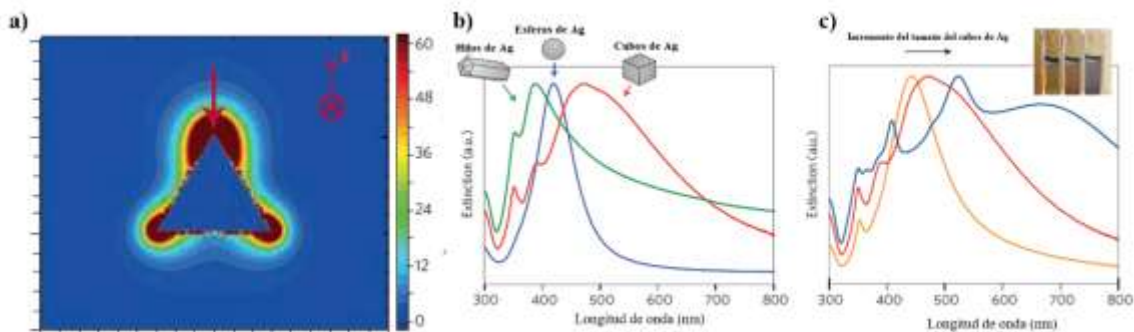 a)
60
48
36
24
12
0
b)
Esferas de Ag
Hilos de Ag
Cubos de Ag
Extinction (a.u.)
300 400 500 600 700 800
Longitud de onda (nm)
c)
Incremento del tamaño del cubos de Ag
Extinction (a.u.)
300 400 500 600 700 800
Longitud de onda (nm)